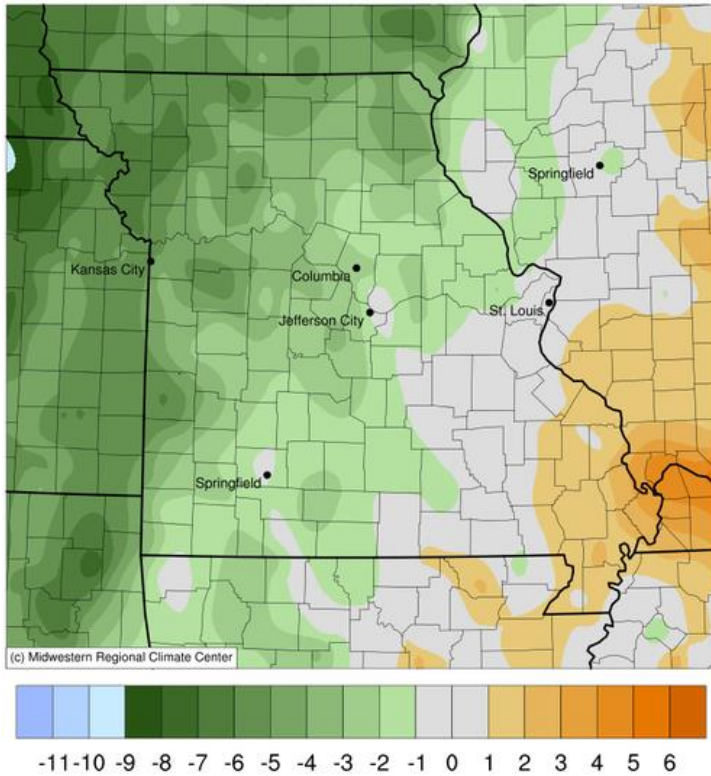 Springfield
Kansas City
Columbia
St. Louis
Jefferson City
Springfield
(c) Midwestern Regional Climate Center
-11 -10 -9 -8 -7 -6 -5 -4 -3 -2 -1 0 1 2 3 4 5 6